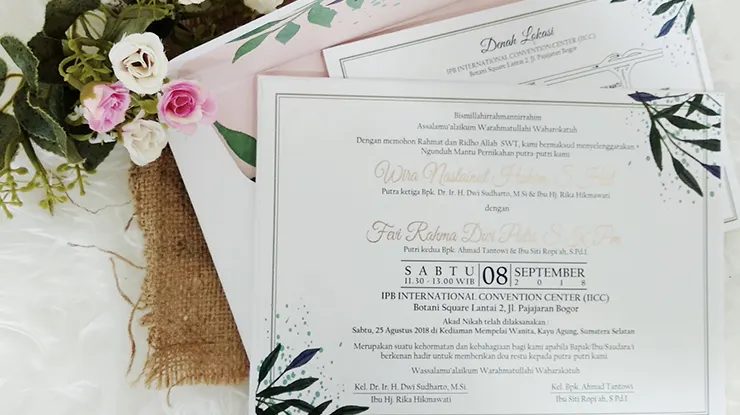 Denah Lokasi
IPB INTERNATIONAL CONVENTION CENTER (IICC)
Botani Square Lantai 2, Jl. Pajajaran Bogor
Bismillahirrahmanirrahim
Assalamu'alaikum Warahmatullahi Wabarokatuh
Dengan memohon Rahmat dan Ridho Allah SWT, kami bermaksud menyelenggarakan
Ngunduh Mantu Pernikahan putra-putri kami
Wira
Putra ketiga Bpk. Dr. Ir. H. Dwi Sudharto, M.Si & Ibu Hj. Rika Hikmawati
dengan
Fevi Rahma Dwi
Putri kedua Bpk. Ahmad Tantowi & Ibu Siti Ropi'ah, S.Pd.I
SABTU 08 SEPTEMBER
11.30 - 13.00 WIB 2018
IPB INTERNATIONAL CONVENTION CENTER (IICC)
Botani Square Lantai 2, Jl. Pajajaran Bogor
Akad Nikah telah dilaksanakan :
Sabtu, 25 Agustus 2018 di Kediaman Mempelai Wanita, Kayu Agung, Sumatera Selatan
Merupakan suatu kehormatan dan kebahagiaan bagi kami apabila Bapak/Ibu/Saudara/i
berkenan hadir untuk memberikan doa restu kepada putra putri kami.
Wassalamu'alaikum Warahmatullahi Wabarakatuh
Kel. Dr. Ir. H. Dwi Sudharto, M.Si. Kel. Bpk. Ahmad Tantowi
Ibu Hj. Rika Hikmawati Ibu Siti Ropi'ah, S.Pd.I